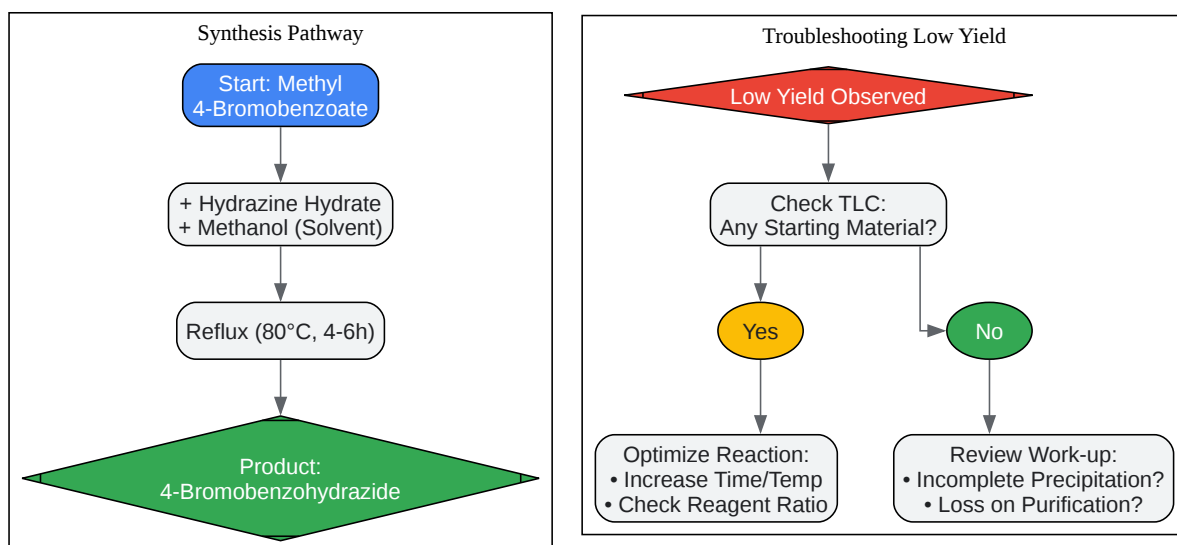 Synthesis Pathway
Start: Methyl
4-Bromobenzoate
+ Hydrazine Hydrate
+ Methanol (Solvent)
Reflux (80°C, 4-6h)
Product:
4-Bromobenzohydrazide
Troubleshooting Low Yield
Low Yield Observed
Check TLC:
Any Starting Material?
Yes
No
Optimize Reaction:
• Increase Time/Temp
• Check Reagent Ratio
Review Work-up:
• Incomplete Precipitation?
• Loss on Purification?